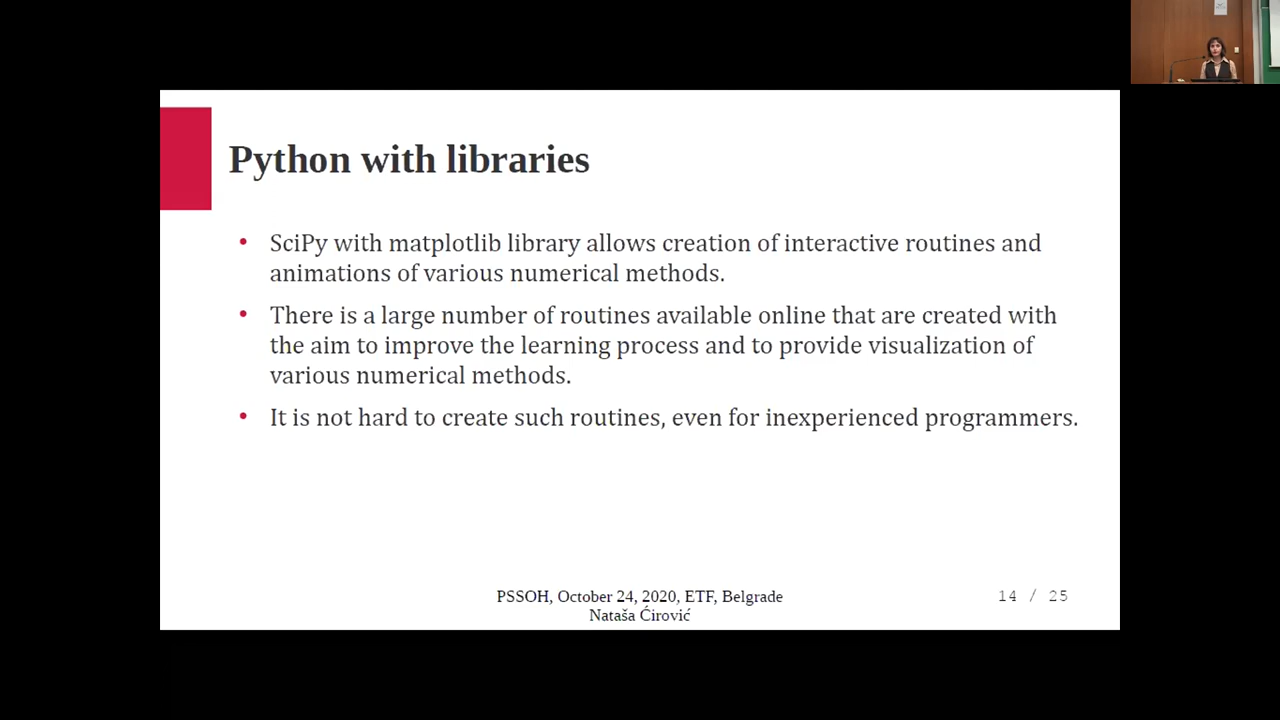 Python with libraries
• SciPy with matplotlib library allows creation of interactive routines and
animations of various numerical methods.
• There is a large number of routines available online that are created with
the aim to improve the learning process and to provide visualization of
various numerical methods.
• It is not hard to create such routines, even for inexperienced programmers.
PSSOH, October 24, 2020, ETF, Belgrade
Nataša Ćirović
14 / 25